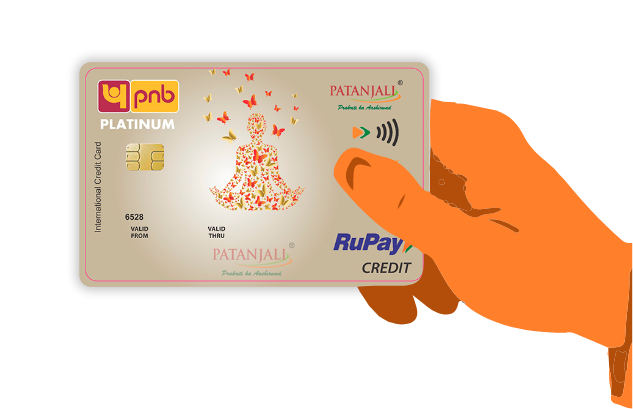 पpnb
PLATINUM
PATANJALI®
Prakriti ka Aashirwad
International Credit Card
6528
VALID
FROM
VALID
THRU
PATANJALI®
Prakriti ka Aashirwad
RuPay
CREDIT